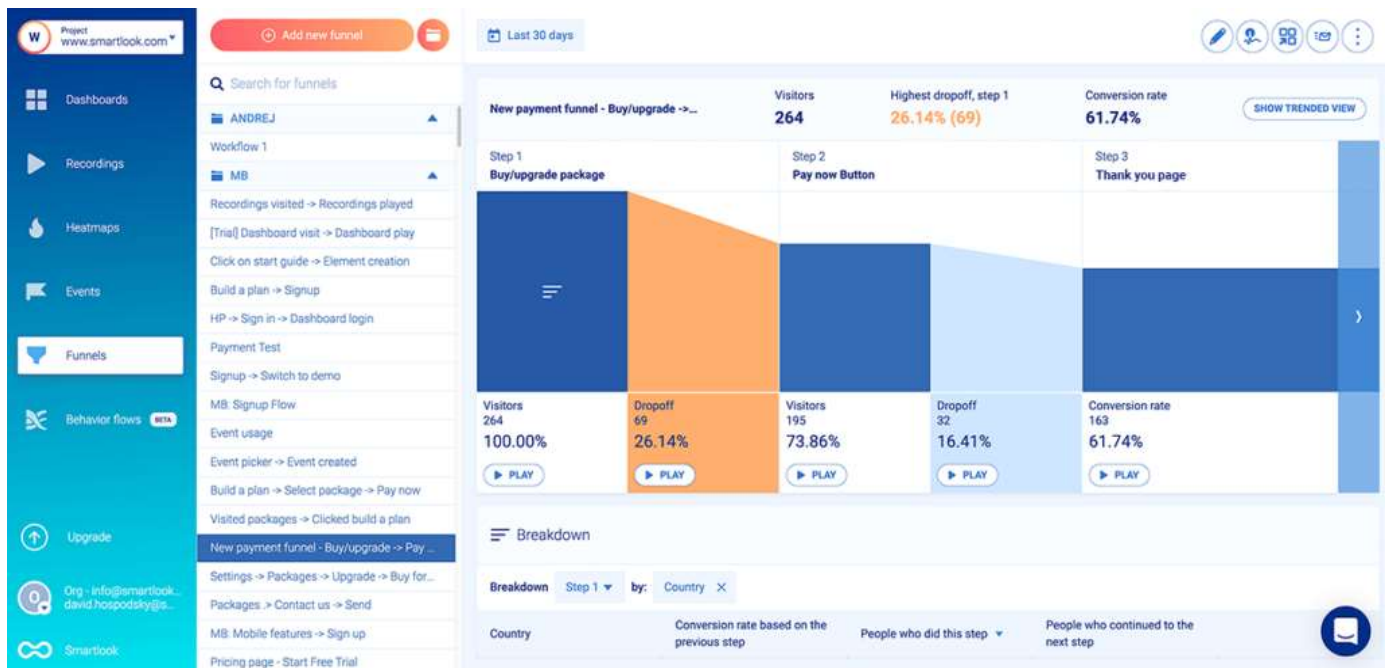 W
Project
www.smartlook.com
Dashboards
Recordings
Heatmaps
Events
Funnels
Behavior flows BETA
Upgrade
Org - info@smartlook...
david.hospodsky@s...
Smartlook
Add new funnel
Search for funnels
ANDREJ
Workflow 1
MB
Recordings visited -> Recordings played
[Trial] Dashboard visit -> Dashboard play
Click on start guide -> Element creation
Build a plan -> Signup
HP -> Sign in -> Dashboard login
Payment Test
Signup -> Switch to demo
MB: Signup Flow
Event usage
Event picker -> Event created
Build a plan -> Select package -> Pay now
Visited packages -> Clicked build a plan
New payment funnel - Buy/upgrade -> Pay ...
Settings -> Packages -> Upgrade -> Buy for...
Packages .> Contact us -> Send
MB: Mobile features -> Sign up
Pricing page - Start Free Trial
Last 30 days
New payment funnel - Buy/upgrade ->...
Visitors
264
Highest dropoff, step 1
26.14% (69)
Conversion rate
61.74%
SHOW TRENDED VIEW
Step 1
Buy/upgrade package
Step 2
Pay now Button
Step 3
Thank you page
Visitors
264
100.00%
PLAY
Dropoff
69
26.14%
PLAY
Visitors
195
73.86%
PLAY
Dropoff
32
16.41%
PLAY
Conversion rate
163
61.74%
PLAY
Breakdown
Breakdown Step 1 by: Country
Country
Conversion rate based on the
previous step
People who did this step
People who continued to the
next step